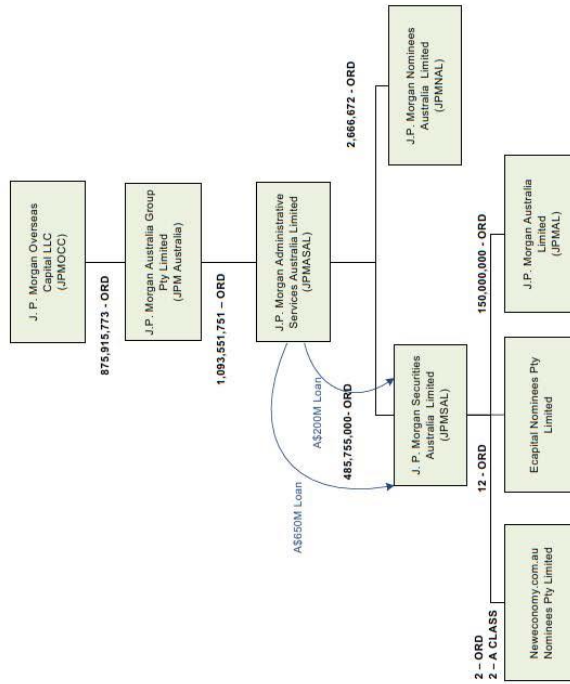 J. P. Morgan Overseas
Capital LLC
(JPMOCC)
875,915,773 - ORD
J.P. Morgan Australia Group
Pty Limited
(JPM Australia)
1,093,551,751 – ORD
J.P. Morgan Administrative
Services Australia Limited
(JPMASAL)
A$650M Loan
A$200M Loan
485,755,000- ORD
2,666,672 - ORD
J. P. Morgan Securities
Australia Limited
(JPMSAL)
J.P. Morgan Nominees
Australia Limited
(JPMNAL)
2 – ORD
2 – A CLASS
12 - ORD
150,000,000 - ORD
Neweconomy.com.au
Nominees Pty Limited
Ecapital Nominees Pty
Limited
J.P. Morgan Australia
Limited
(JPMAL)